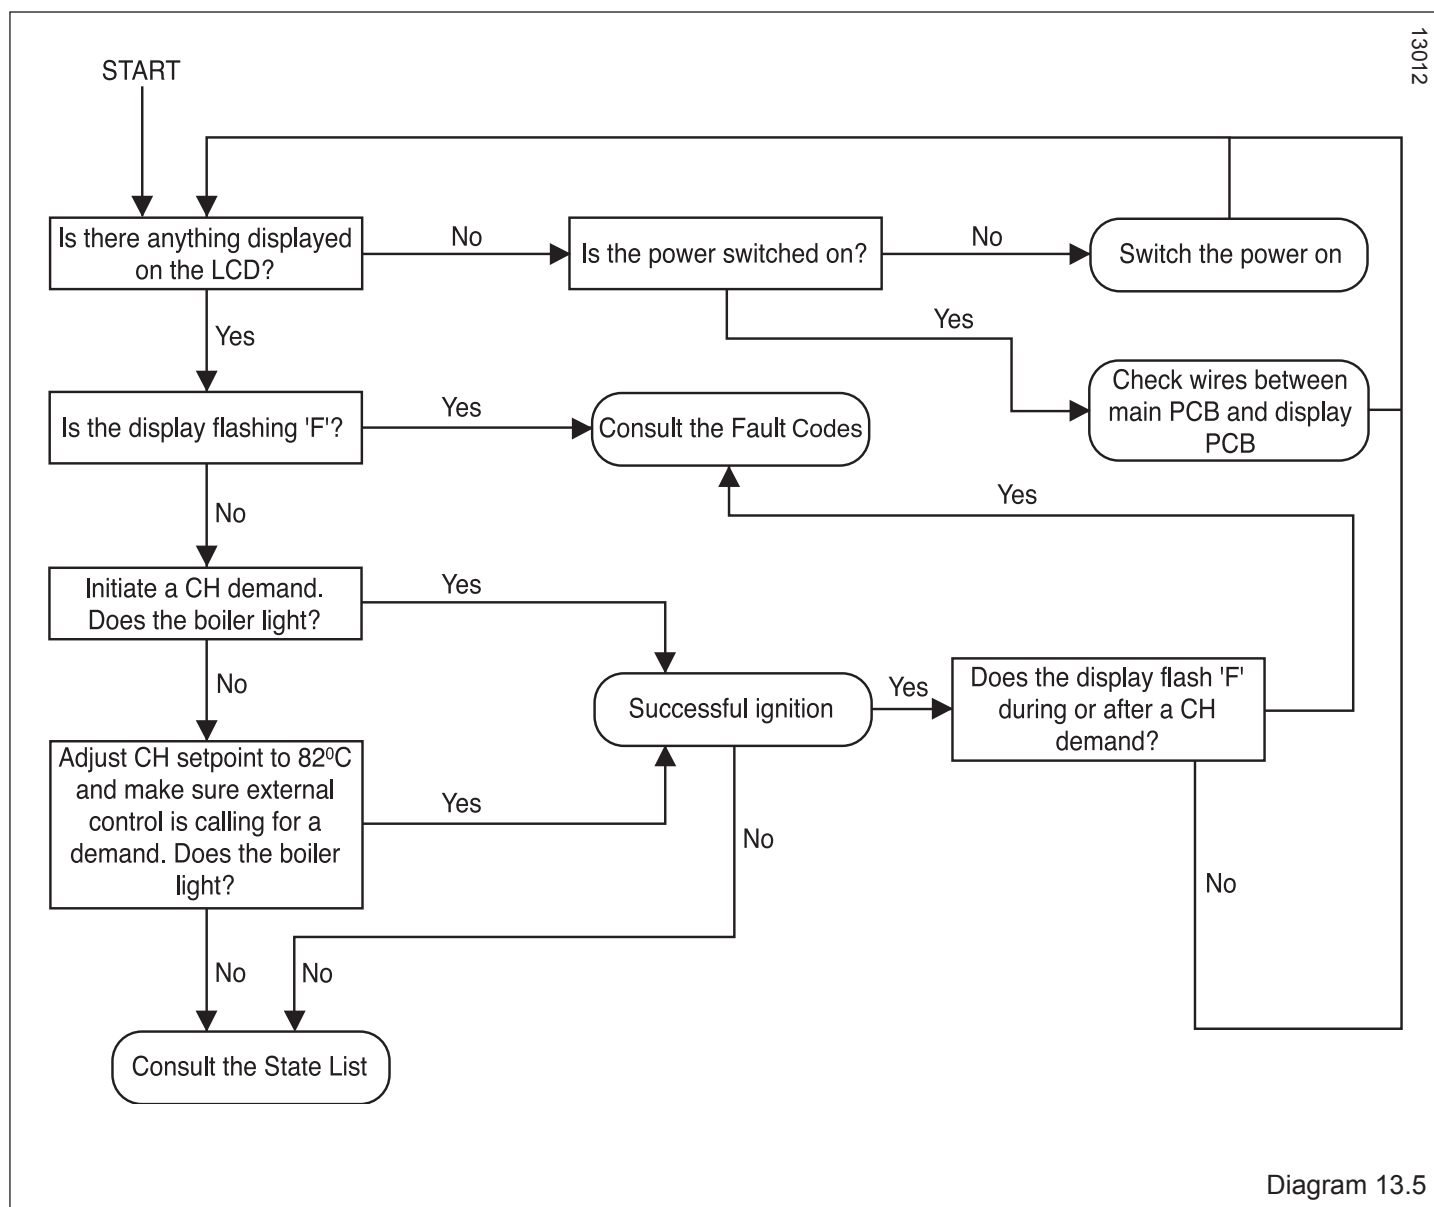 13012
START
Is there anything displayed
on the LCD?
No
Is the power switched on?
No
Switch the power on
Yes
Yes
Check wires between
main PCB and display
PCB
Is the display flashing 'F'?
Yes
Consult the Fault Codes
Yes
No
Initiate a CH demand.
Does the boiler light?
Yes
No
Successful ignition
Yes
Does the display flash 'F'
during or after a CH
demand?
Adjust CH setpoint to 82⁰C
and make sure external
control is calling for a
demand. Does the boiler
light?
Yes
No
No
No
No
Consult the State List
Diagram 13.5